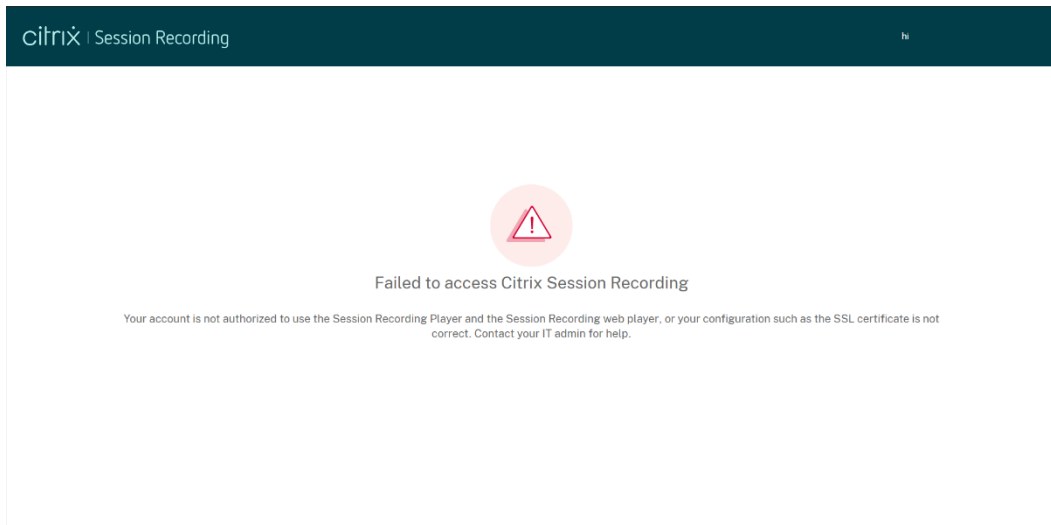 citrix | Session Recording
hi
Failed to access Citrix Session Recording
Your account is not authorized to use the Session Recording Player and the Session Recording web player, or your configuration such as the SSL certificate is not
correct. Contact your IT admin for help.